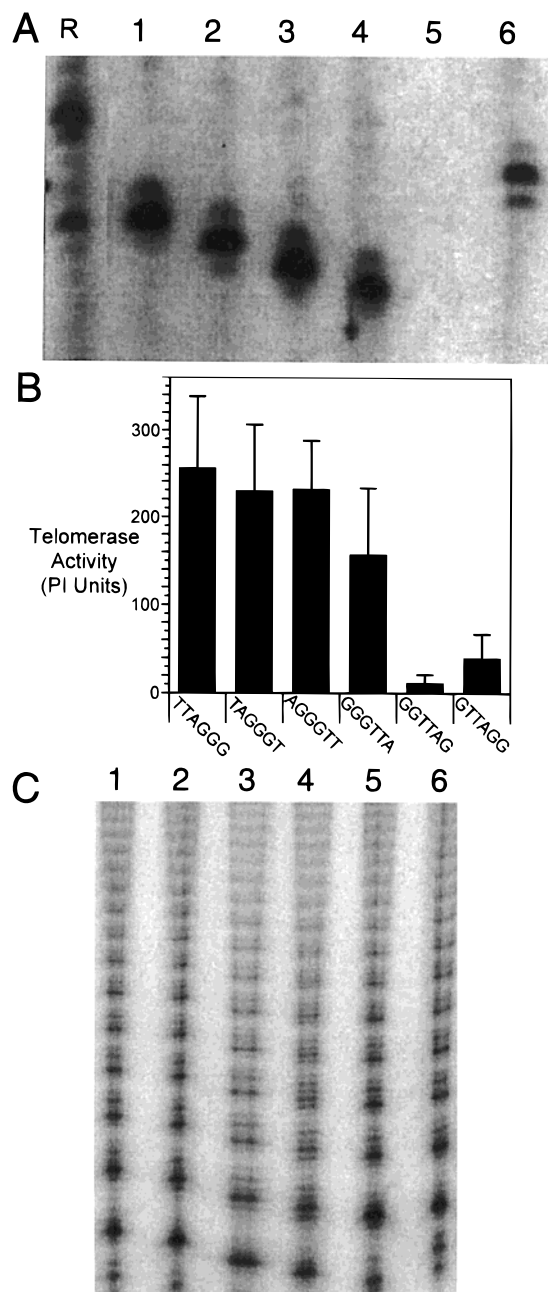 A
R 1 2 3 4 5 6
B
300
200
100
0
Telomerase
Activity
(PI Units)
TTAGGG TAGGGT AGGGTT GGGTTA GGTTAG GTTAGG
C
1 2 3 4 5 6